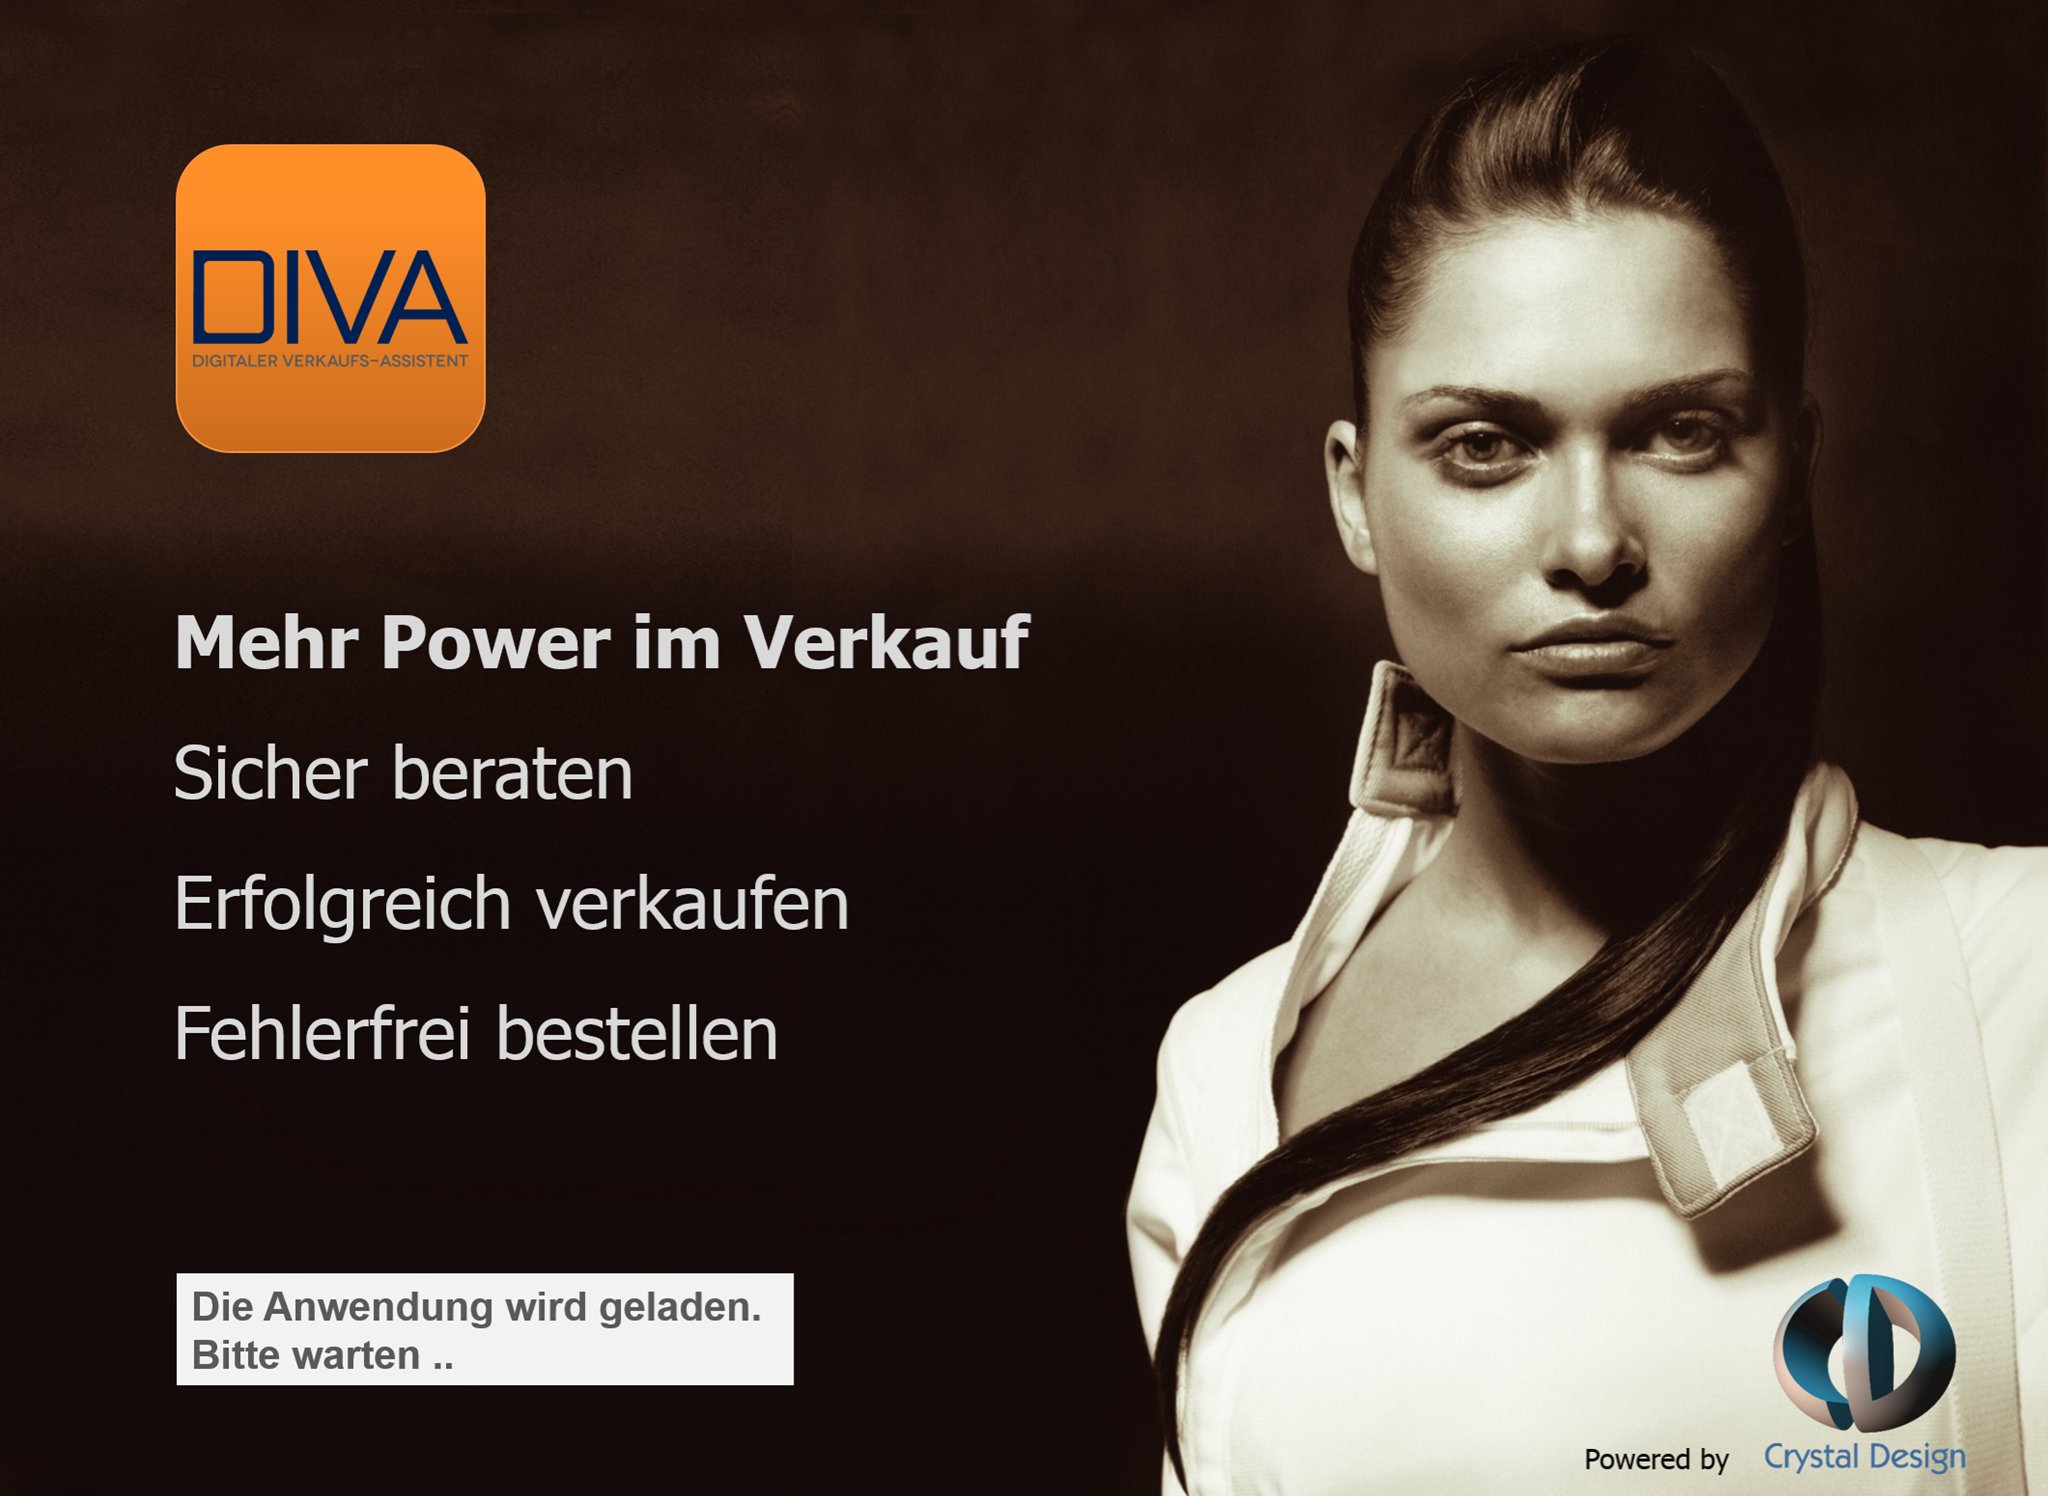 DIVA
DIGITALER VERKAUFS-ASSISTENT
Mehr Power im Verkauf
Sicher beraten
Erfolgreich verkaufen
Fehlerfrei bestellen
Die Anwendung wird geladen.
Bitte warten ..
Powered by Crystal Design